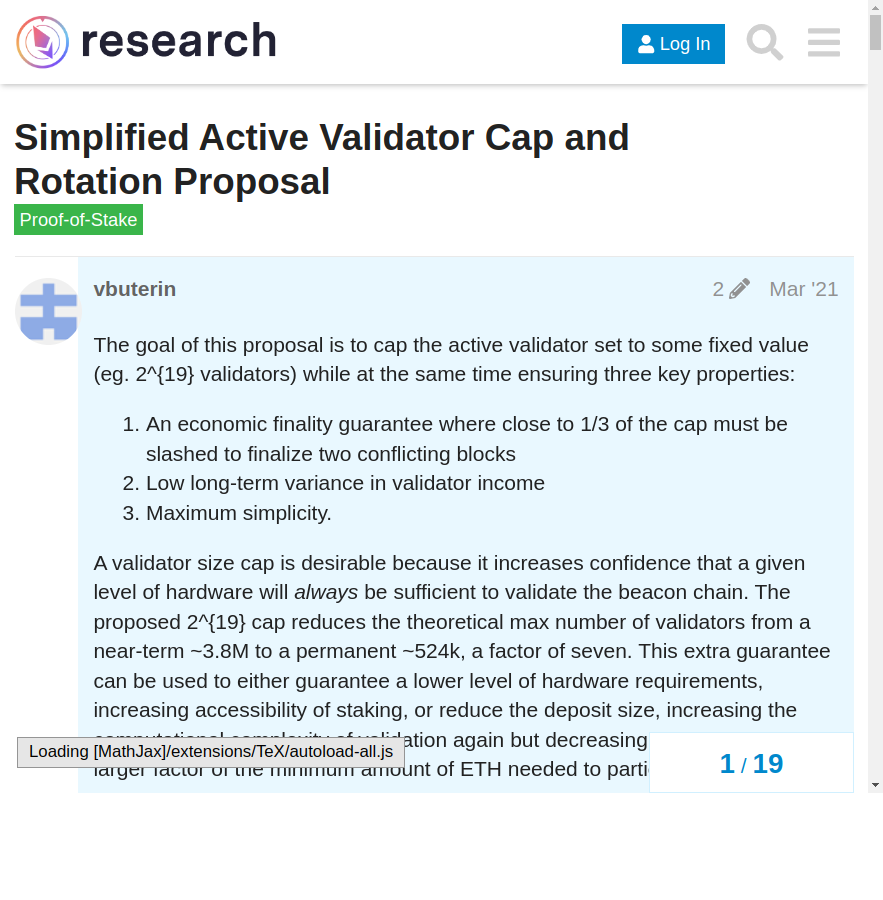 research
Log In
Simplified Active Validator Cap and
Rotation Proposal
Proof-of-Stake
vbuterin
2
Mar '21
The goal of this proposal is to cap the active validator set to some fixed value
(eg. 2^{19} validators) while at the same time ensuring three key properties:
1. An economic finality guarantee where close to 1/3 of the cap must be
slashed to finalize two conflicting blocks
2. Low long-term variance in validator income
3. Maximum simplicity.
A validator size cap is desirable because it increases confidence that a given
level of hardware will always be sufficient to validate the beacon chain. The
proposed 2^{19} cap reduces the theoretical max number of validators from a
near-term ~3.8M to a permanent ~524k, a factor of seven. This extra guarantee
can be used to either guarantee a lower level of hardware requirements,
increasing accessibility of staking, or reduce the deposit size, increasing the
computational complexity of validation again but decreasing
larger factor of the minimum amount of ETH needed to
Loading [MathJax]/extensions/TeX/autoload-all.js
1 / 19